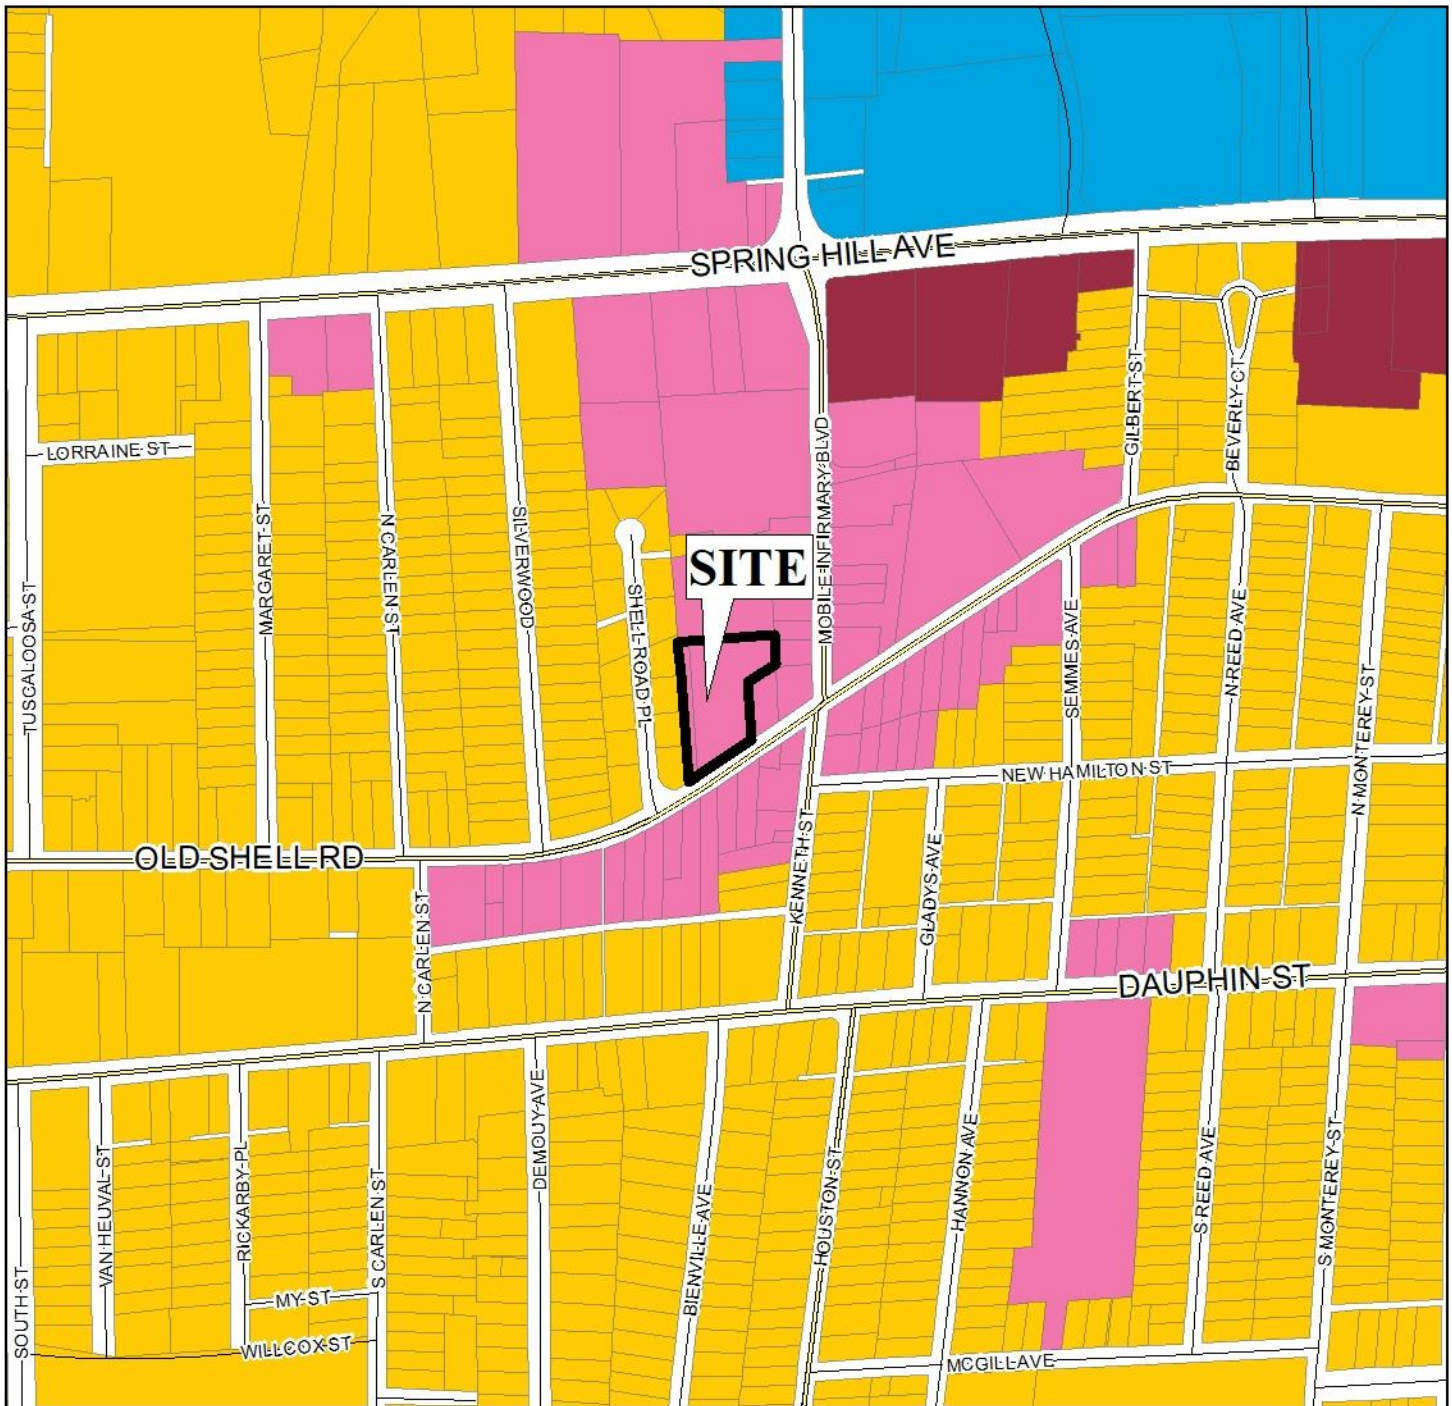 SPRING HILL AVE
LORRAINE ST
TUSCALOOSA ST
MARGARET ST
N CARLEN ST
SILVERWOOD
SHELL ROAD PL
SITE
MOBILE INFIRMARY BLVD
GILBERT ST
BEVERLY CT
SEMMES AVE
N REED AVE
N MONTEREY ST
NEW HAMILTON ST
OLD SHELL RD
N CARLEN ST
KENNETH ST
GLADYS AVE
DAUPHIN ST
SOUTH ST
VAN HEUVAL ST
RICKARBY PL
S CARLEN ST
DEMOUY AVE
BIENVILLE AVE
HOUSTON ST
HANNON AVE
S REED AVE
S MONTEREY ST
MY ST
WILLCOX ST
MCGILL AVE